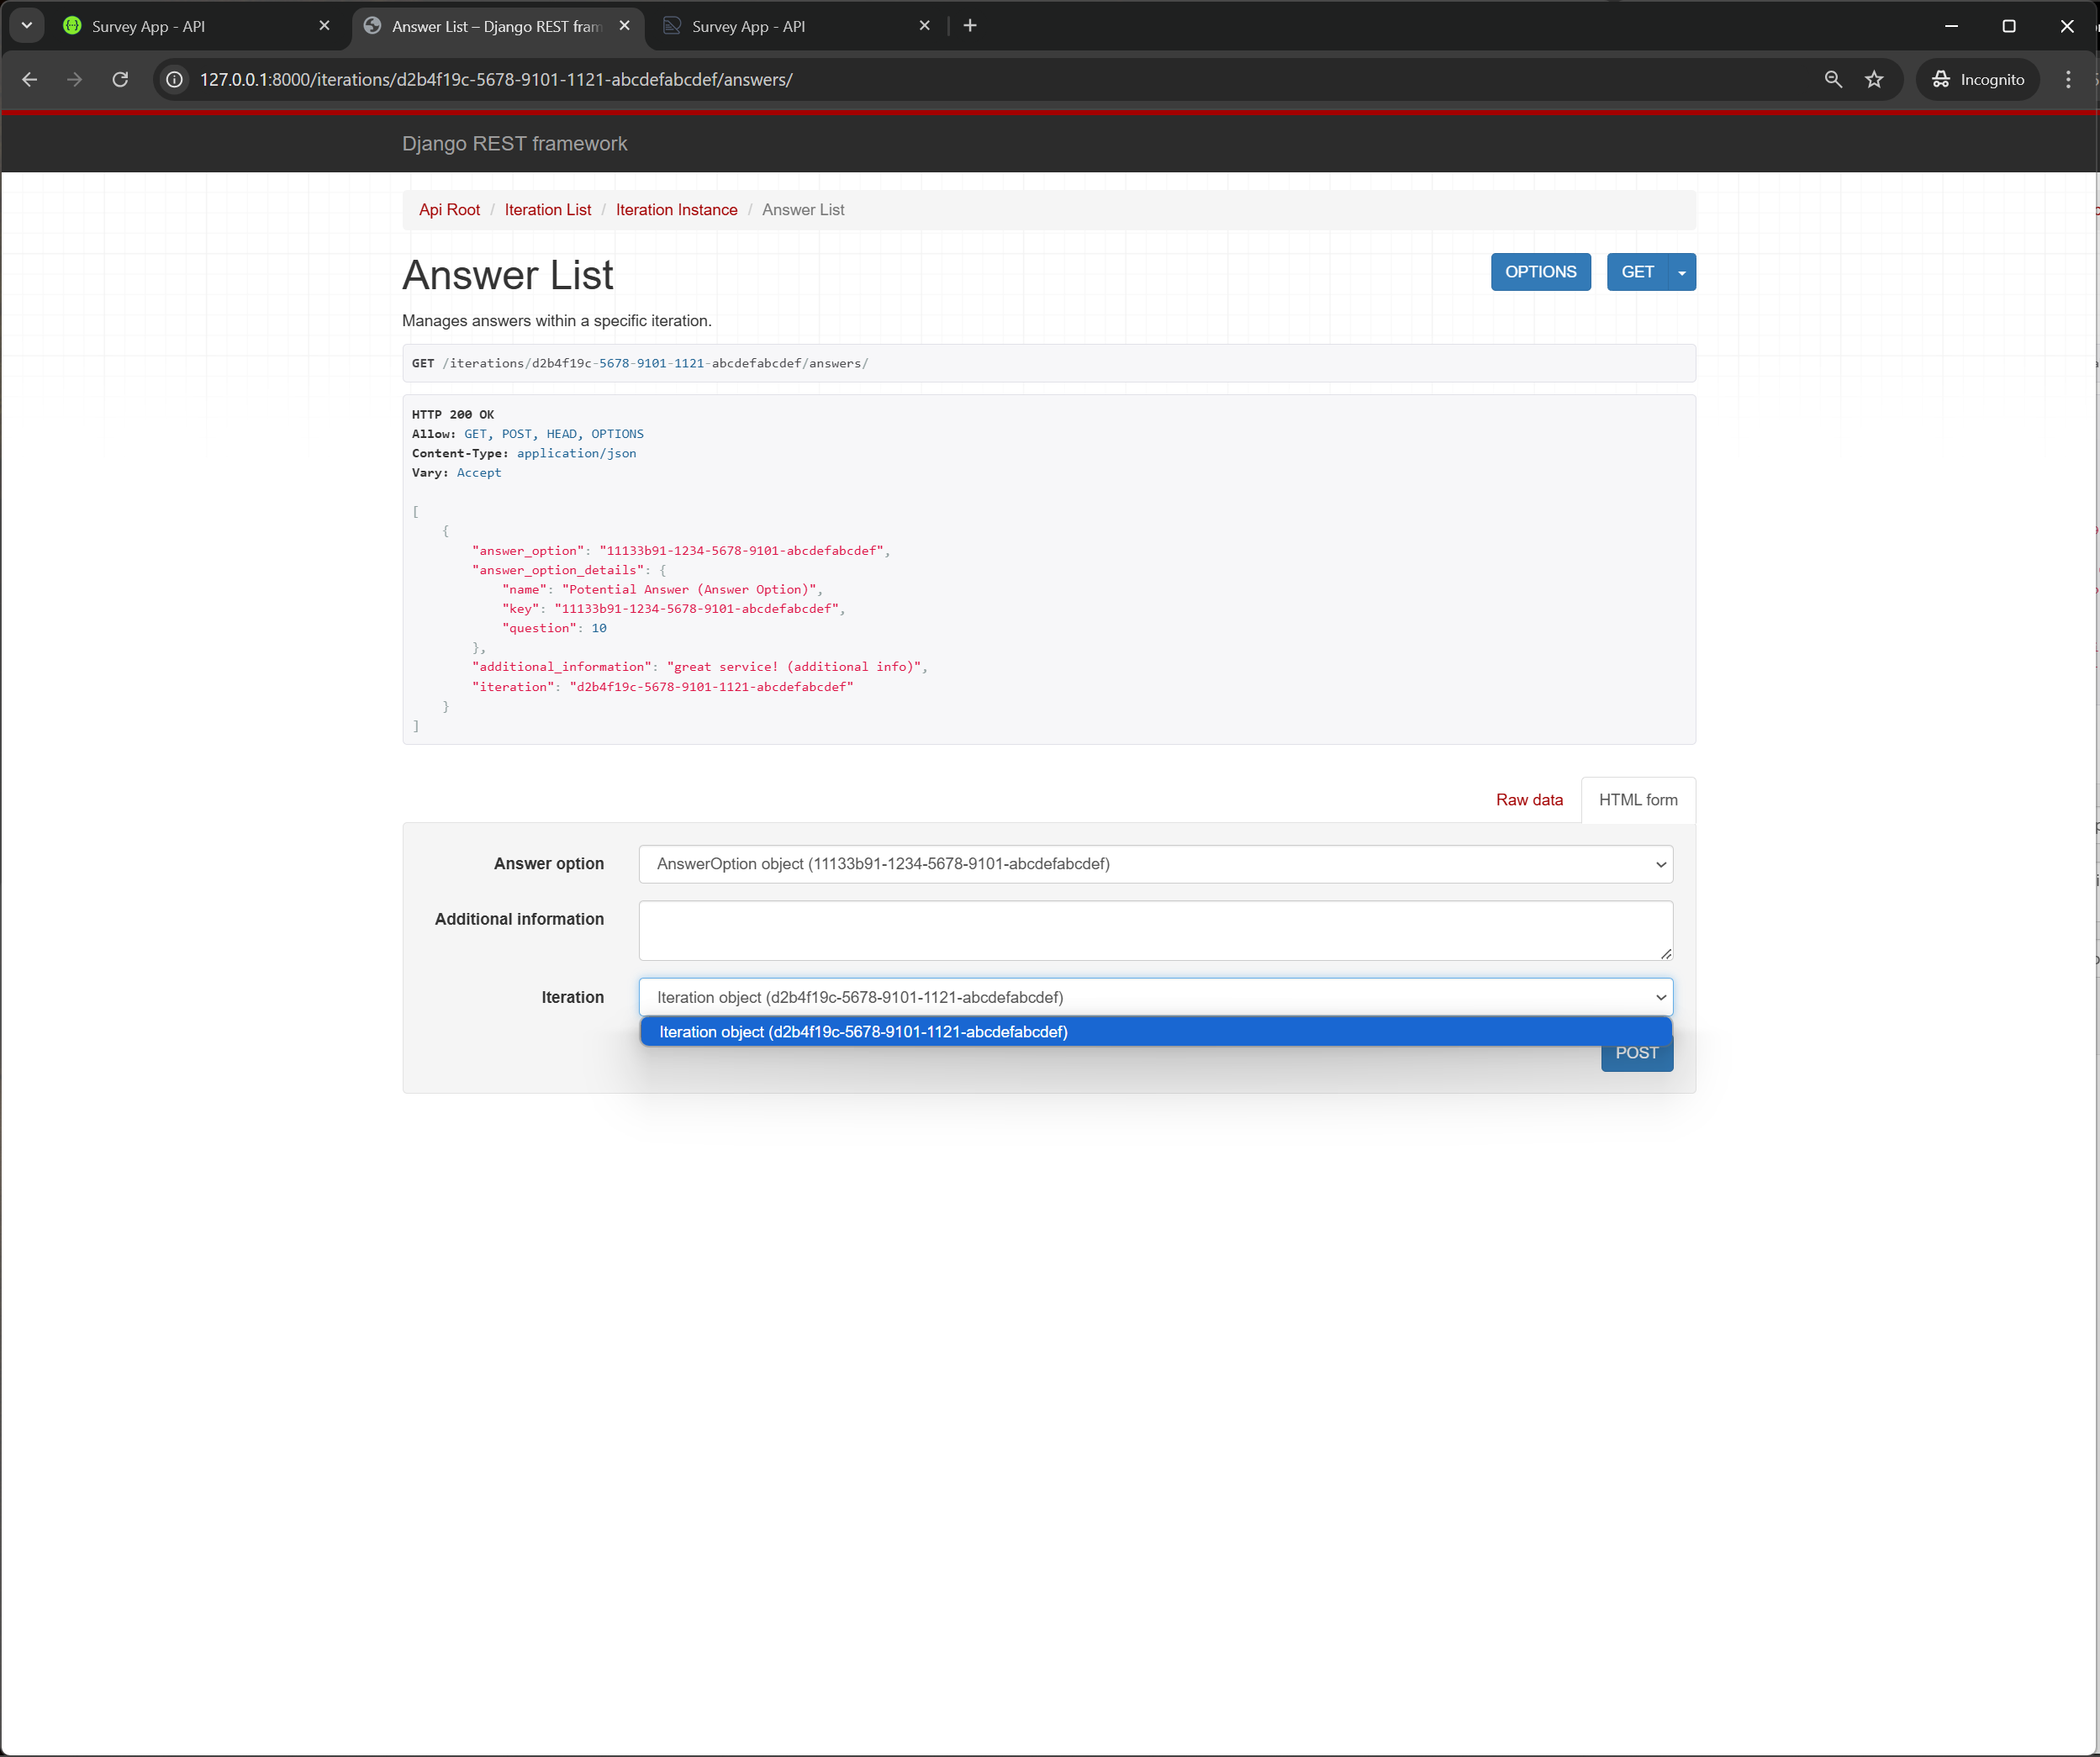 Survey App - API
Answer List – Django REST fram
Survey App - API
127.0.0.1:8000/iterations/d2b4f19c-5678-9101-1121-abcdefabcdef/answers/
Incognito
Django REST framework
Api Root / Iteration List / Iteration Instance / Answer List
Answer List
OPTIONS
GET
Manages answers within a specific iteration.
GET /iterations/d2b4f19c-5678-9101-1121-abcdefabcdef/answers/
HTTP 200 OK
Allow: GET, POST, HEAD, OPTIONS
Content-Type: application/json
Vary: Accept
[
{
"answer_option": "11133b91-1234-5678-9101-abcdefabcdef",
"answer_option_details": {
"name": "Potential Answer (Answer Option)",
"key": "11133b91-1234-5678-9101-abcdefabcdef",
"question": 10
},
"additional_information": "great service! (additional info)",
"iteration": "d2b4f19c-5678-9101-1121-abcdefabcdef"
}
]
Raw data
HTML form
Answer option
AnswerOption object (11133b91-1234-5678-9101-abcdefabcdef)
Additional information
Iteration
Iteration object (d2b4f19c-5678-9101-1121-abcdefabcdef)
Iteration object (d2b4f19c-5678-9101-1121-abcdefabcdef)
POST